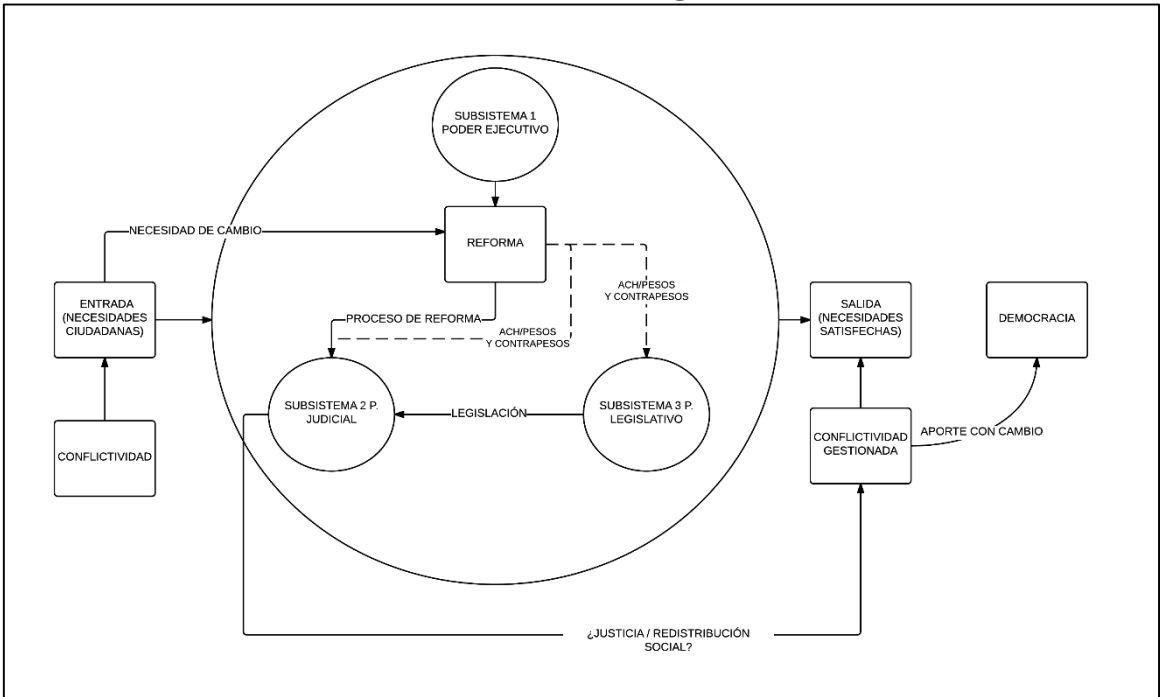 SUBSISTEMA 1
PODER EJECUTIVO
NECESIDAD DE CAMBIO
REFORMA
ACH/PESOS
Y CONTRAPESOS
ENTRADA
(NECESIDADES
CIUDADANAS)
PROCESO DE REFORMA
ACH/PESOS
Y CONTRAPESOS
SALIDA
(NECESIDADES
SATISFECHAS)
DEMOCRACIA
SUBSISTEMA 2 P.
JUDICIAL
LEGISLACIÓN
SUBSISTEMA 3 P.
LEGISLATIVO
CONFLICTIVIDAD
CONFLICTIVIDAD
GESTIONADA
APORTE CON CAMBIO
¿JUSTICIA / REDISTRIBUCIÓN
SOCIAL?